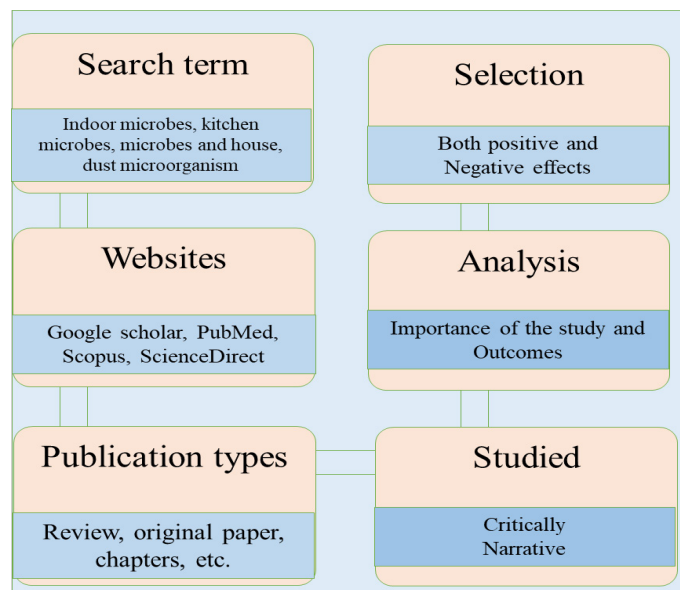 Search term
Indoor microbes, kitchen
microbes, microbes and house,
dust microorganism
Websites
Google scholar, PubMed,
Scopus, ScienceDirect
Publication types
Review, original paper,
chapters, etc.
Selection
Both positive and
Negative effects
Analysis
Importance of the study and
Outcomes
Studied
Critically
Narrative